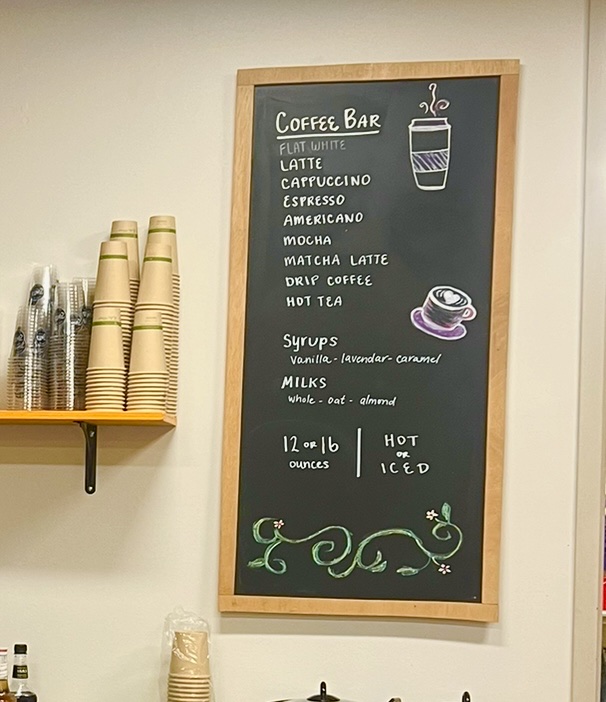 COFFEE BAR
FLAT WHITE
LATTE
CAPPUCCINO
ESPRESSO
AMERICANO
MOCHA
MATCHA LATTE
DRIP COFFEE
HOT TEA
Syrups
Vanilla - lavendar - caramel
MILKS
whole - oat - almond
12 OR 16
ounces
HOT
OR
ICED